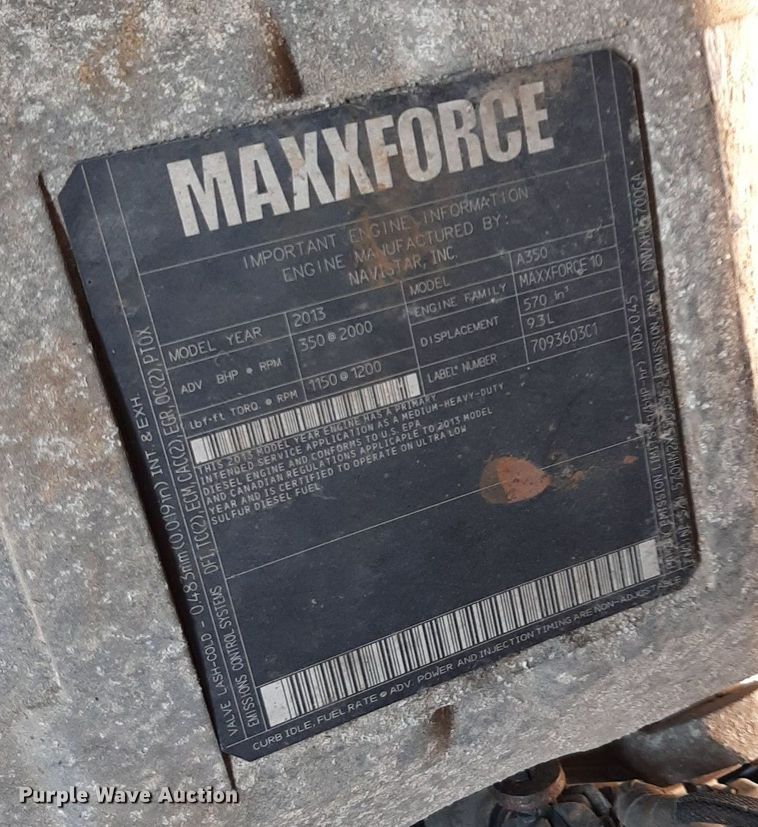 MAXXFORCE
IMPORTANT ENGINE INFORMATION
ENGINE MANUFACTURED BY:
NAVISTAR, INC.
MODEL YEAR 2013 MODEL A350
ADV BHP @ RPM 350 @ 2000 ENGINE FAMILY MAXXFORCE 10
lbf-ft TORQ. @ RPM 1150 @ 1200 DISPLACEMENT 570 in³
9.3L
LABEL NUMBER 7093603C1
THIS 2013 MODEL YEAR ENGINE HAS A PRIMARY
INTENDED SERVICE APPLICATION AS A MEDIUM-HEAVY-DUTY
DIESEL ENGINE AND CONFORMS TO U.S. EPA
AND CANADIAN REGULATIONS APPLICAPLE TO 2013 MODEL
YEAR AND IS CERTIFIED TO OPERATE ON ULTRA LOW
SULFUR DIESEL FUEL
CURB IDLE, FUEL RATE @ ADV. POWER AND INJECTION TIMING ARE NON-ADJUSTABLE
VALVE LASH-COLD - 0.483mm (0.019in) INT & EXH
EMISSIONS CONTROL SYSTEMS DFI, TC(2), ECM, CAC(2), EGR, OC(2), PTOX
NOx 0.45
Purple Wave Auction